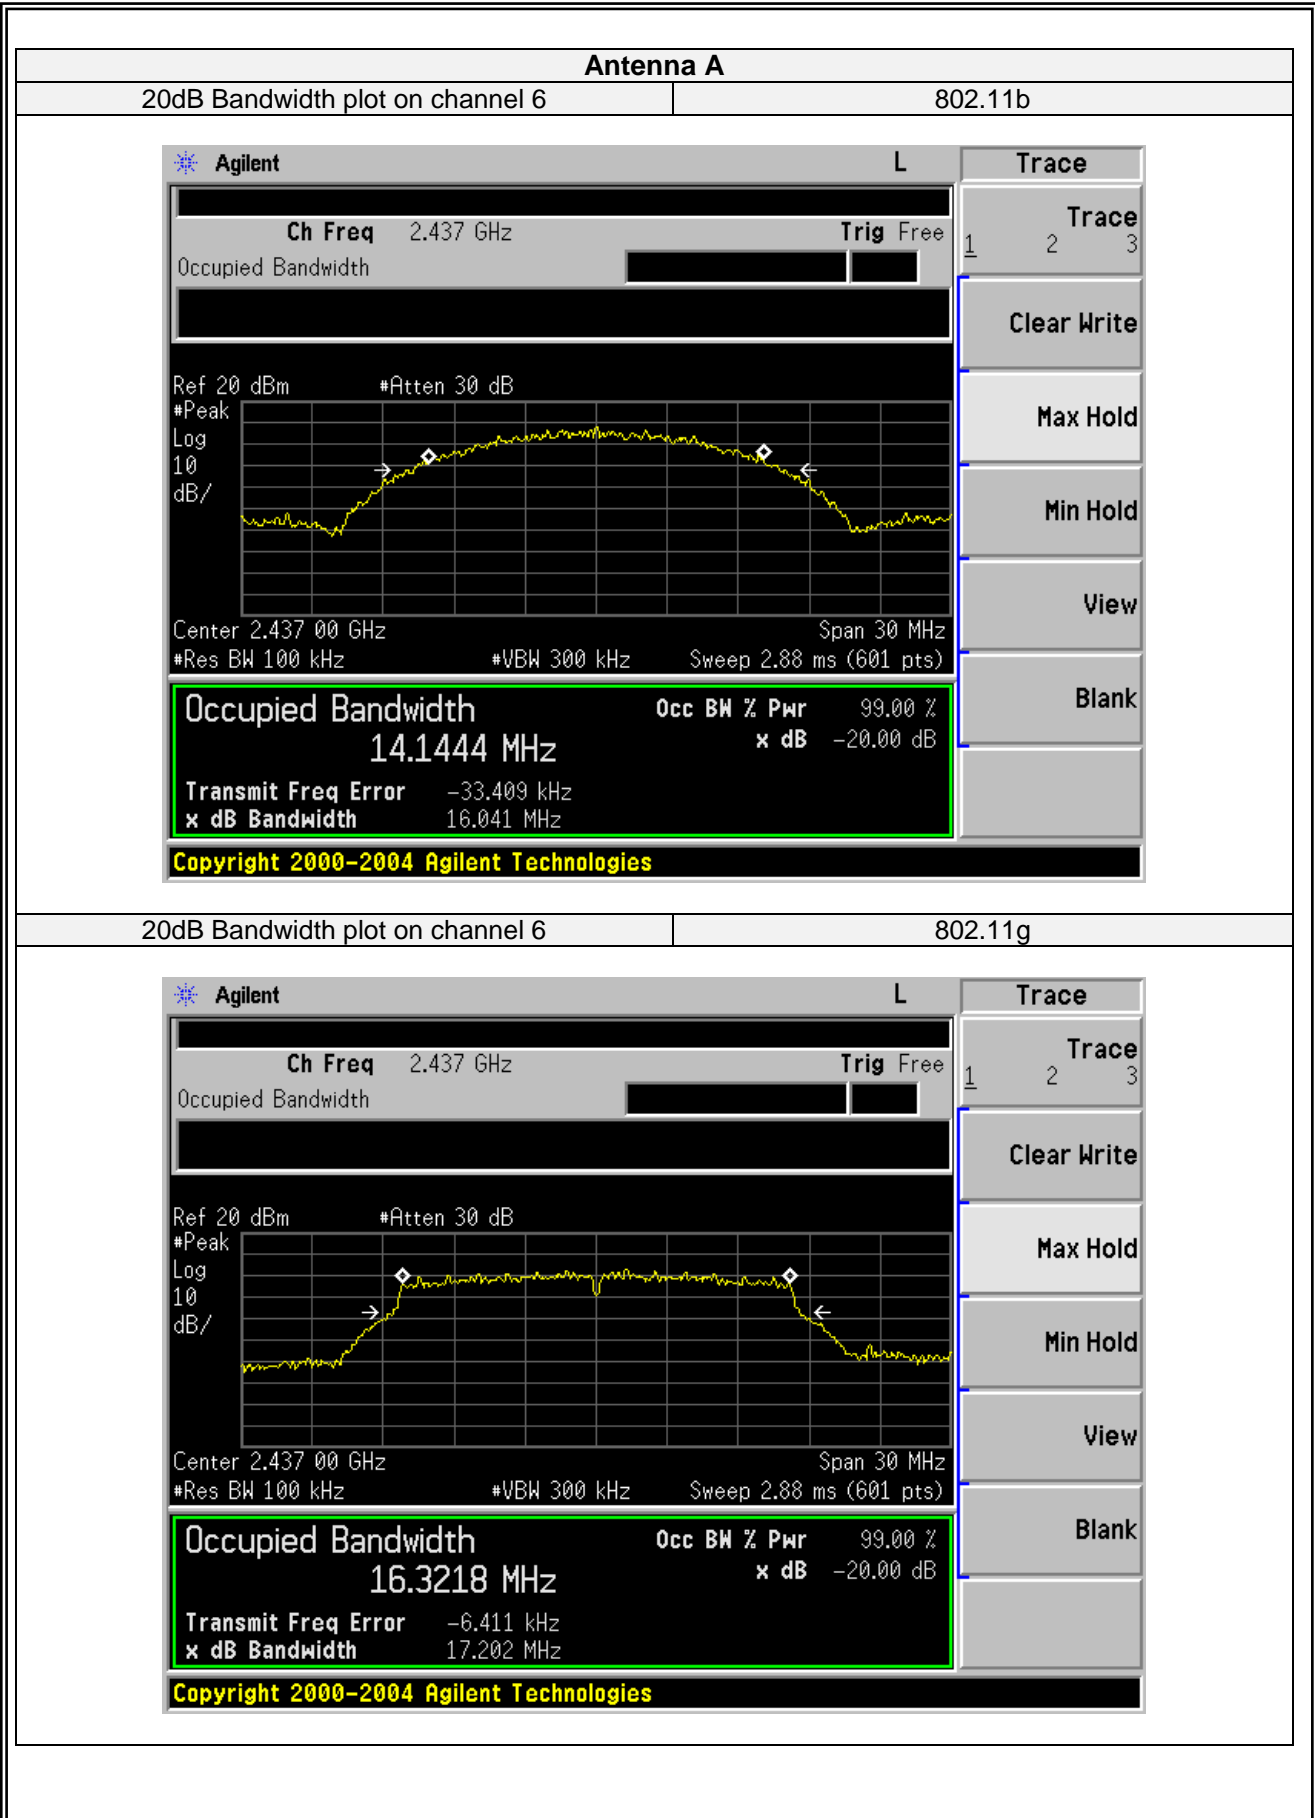 Antenna A
20dB Bandwidth plot on channel 6 802.11b
Agilent L Trace
Ch Freq 2.437 GHz Trig Free
Trace
1 2 3
Occupied Bandwidth
Clear Write
Ref 20 dBm #Atten 30 dB
#Peak
Log
10
dB/
Max Hold
Min Hold
View
Center 2.437 00 GHz Span 30 MHz
#Res BW 100 kHz #VBW 300 kHz Sweep 2.88 ms (601 pts)
Occupied Bandwidth Occ BW % Pwr 99.00 %
14.1444 MHz x dB -20.00 dB
Blank
Transmit Freq Error -33.409 kHz
x dB Bandwidth 16.041 MHz
Copyright 2000-2004 Agilent Technologies
20dB Bandwidth plot on channel 6 802.11g
Agilent L Trace
Ch Freq 2.437 GHz Trig Free
Trace
1 2 3
Occupied Bandwidth
Clear Write
Ref 20 dBm #Atten 30 dB
#Peak
Log
10
dB/
Max Hold
Min Hold
View
Center 2.437 00 GHz Span 30 MHz
#Res BW 100 kHz #VBW 300 kHz Sweep 2.88 ms (601 pts)
Occupied Bandwidth Occ BW % Pwr 99.00 %
16.3218 MHz x dB -20.00 dB
Blank
Transmit Freq Error -6.411 kHz
x dB Bandwidth 17.202 MHz
Copyright 2000-2004 Agilent Technologies